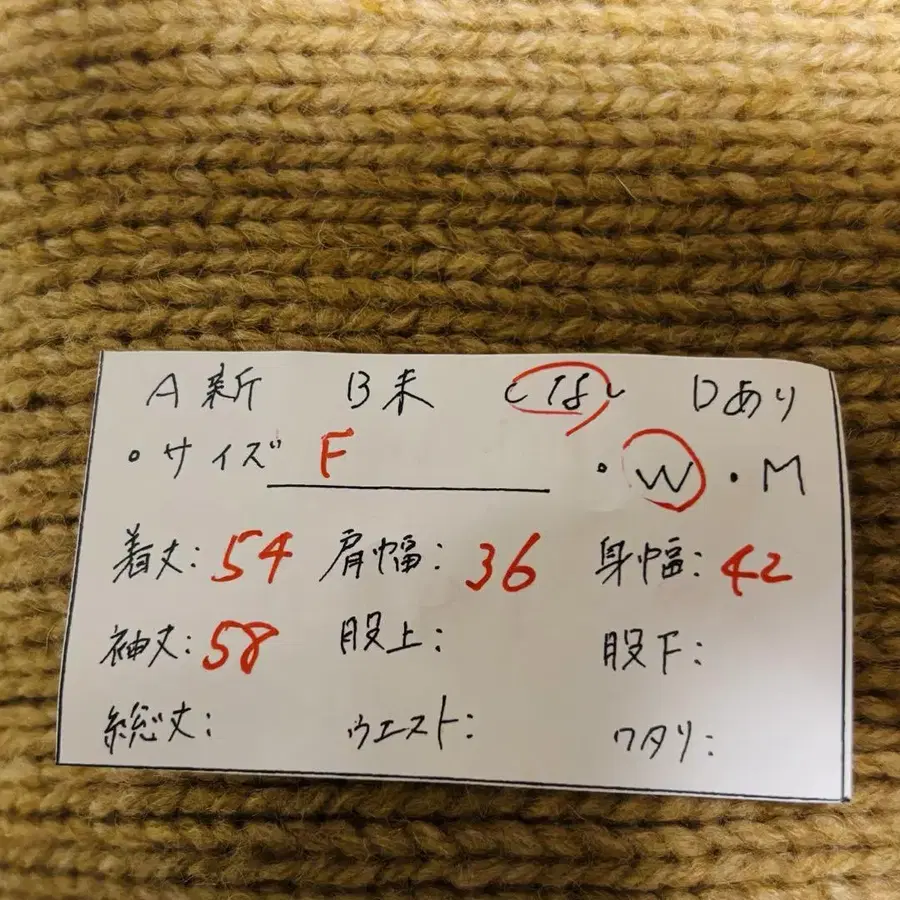 A新 B未 Cなし Dあり
・サイズ F ・W・M
着丈:54 肩幅:36 身幅:42
袖丈:58 股上: 股下:
総丈: ウエスト: ワタリ: